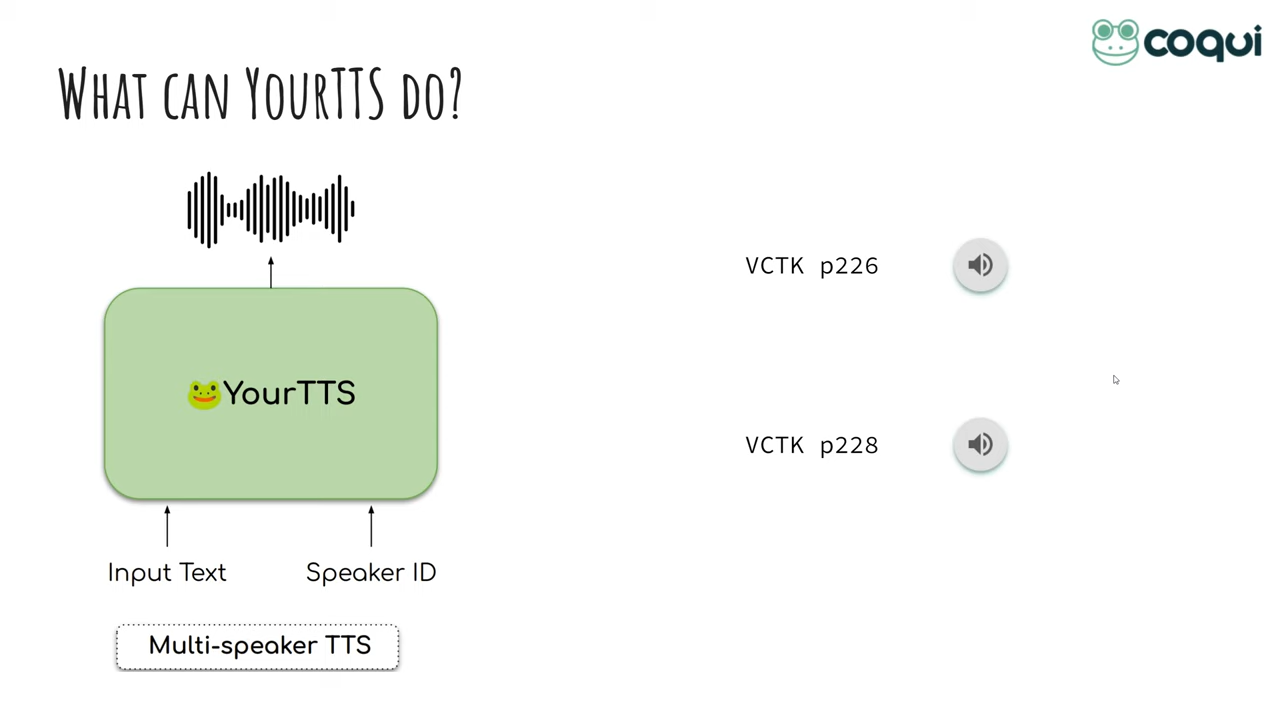 coqui
What can YourTTS do?
VCTK p226
🐸YourTTS
VCTK p228
Input Text
Speaker ID
Multi-speaker TTS